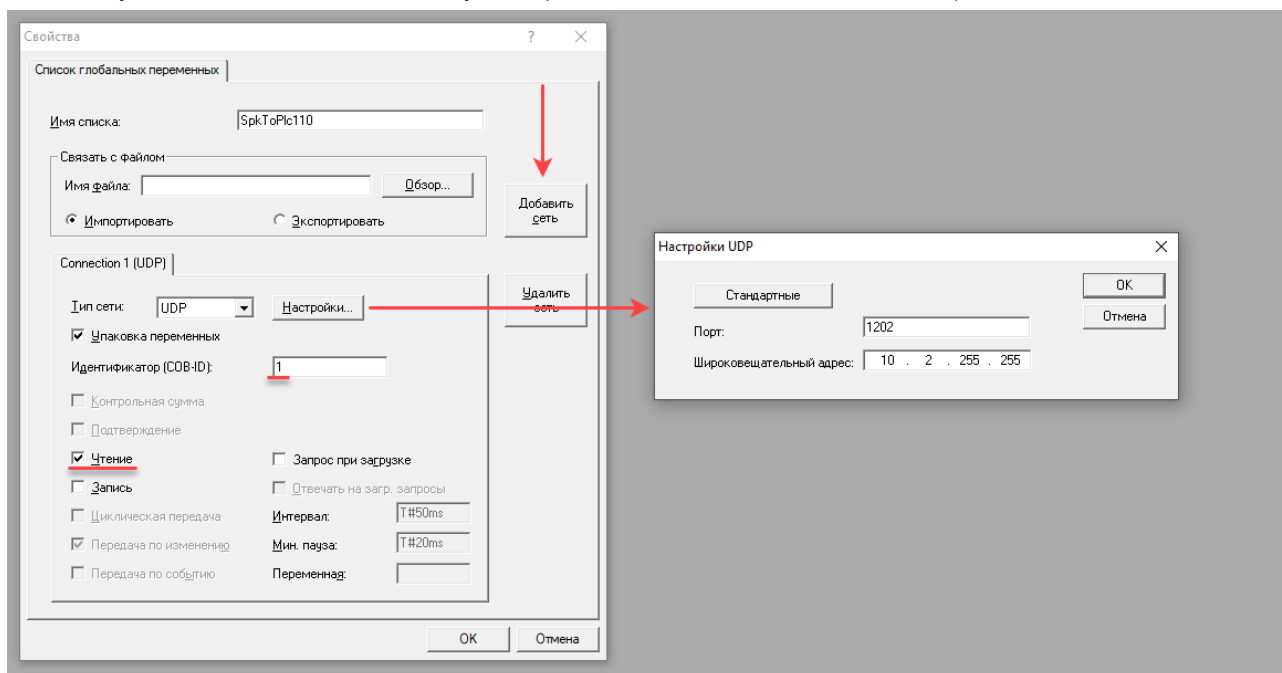 Свойства
Список глобальных переменных
Имя списка: SpkToPlc110
Связать с файлом
Имя файла: Обзор...
Импортировать Экспортировать
Добавить сеть
Connection 1 (UDP)
Удалить сеть
Тип сети: UDP Настройки...
Упаковка переменных
Идентификатор (COB-ID): 1
Контрольная сумма
Подтверждение
Чтение Запрос при загрузке
Запись Отвечать на загр. запросы
Циклическая передача Интервал: T#50ms
Передача по изменению Мин. пауза: T#20ms
Передача по событию Переменная:
OK Отмена
Настройки UDP
Стандартные OK
Отмена
Порт: 1202
Широковещательный адрес: 10 . 2 . 255 . 255